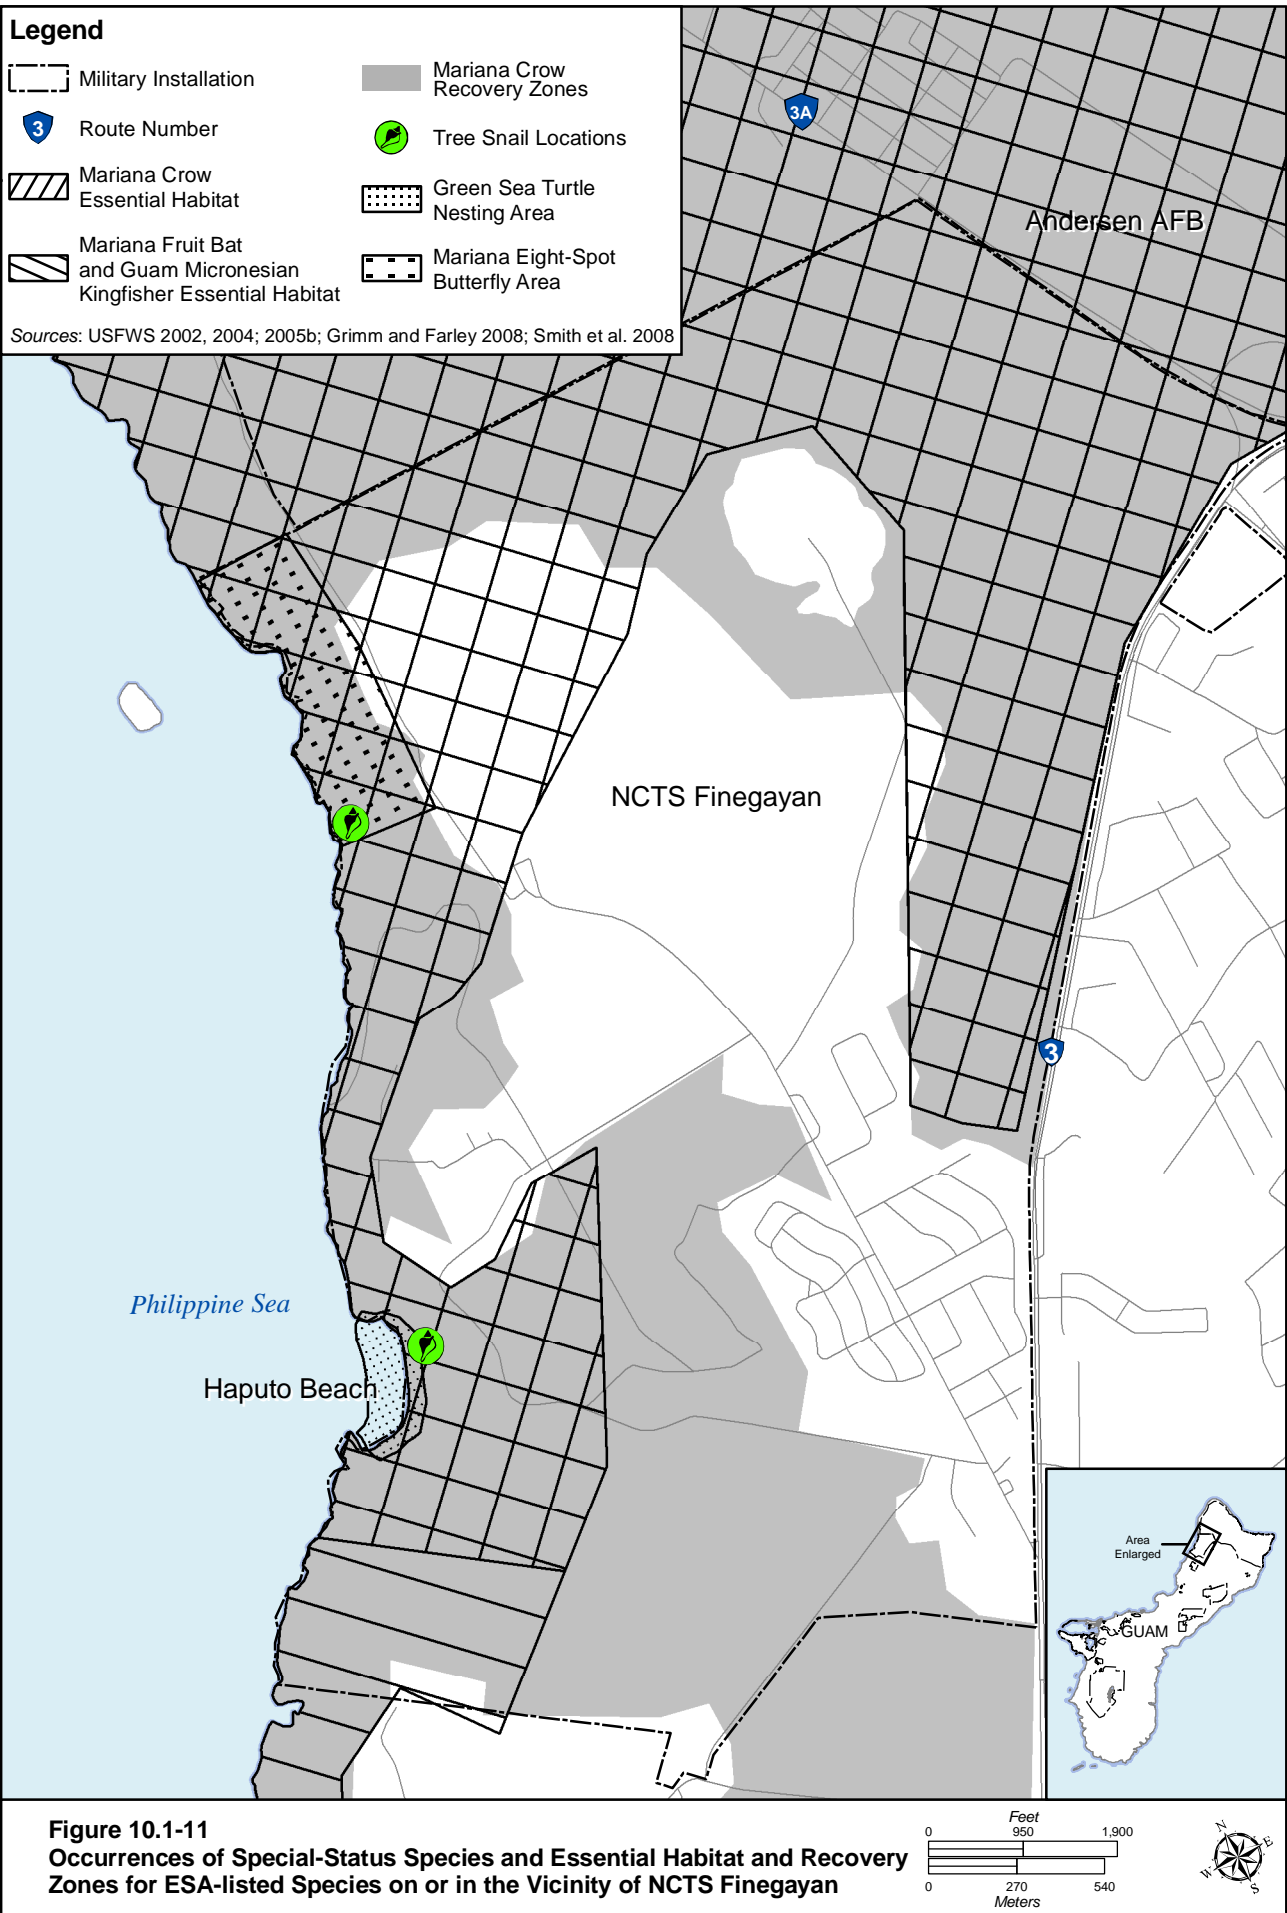 Legend
Military Installation
3
Route Number
Mariana Crow
Essential Habitat
Mariana Fruit Bat
and Guam Micronesian
Kingfisher Essential Habitat
Mariana Crow
Recovery Zones
Tree Snail Locations
Green Sea Turtle
Nesting Area
Mariana Eight-Spot
Butterfly Area
Sources: USFWS 2002, 2004; 2005b; Grimm and Farley 2008; Smith et al. 2008
3A
Andersen AFB
NCTS Finegayan
3
Philippine Sea
Haputo Beach
Area
Enlarged
GUAM
Figure 10.1-11
Occurrences of Special-Status Species and Essential Habitat and Recovery
Zones for ESA-listed Species on or in the Vicinity of NCTS Finegayan
Feet
0 950 1,900
0 270 540
Meters
N
E
W
S